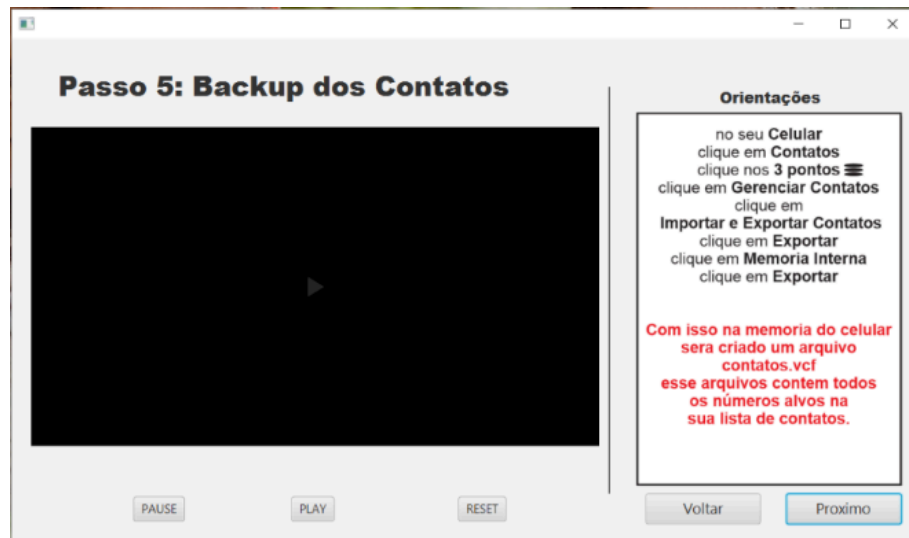 Passo 5: Backup dos Contatos
Orientações
no seu Celular
clique em Contatos
clique nos 3 pontos
clique em Gerenciar Contatos
clique em
Importar e Exportar Contatos
clique em Exportar
clique em Memoria Interna
clique em Exportar
Com isso na memoria do celular
sera criado um arquivo
contatos.vcf
esse arquivos contem todos
os números alvos na
sua lista de contatos.
PAUSE
PLAY
RESET
Voltar
Proximo